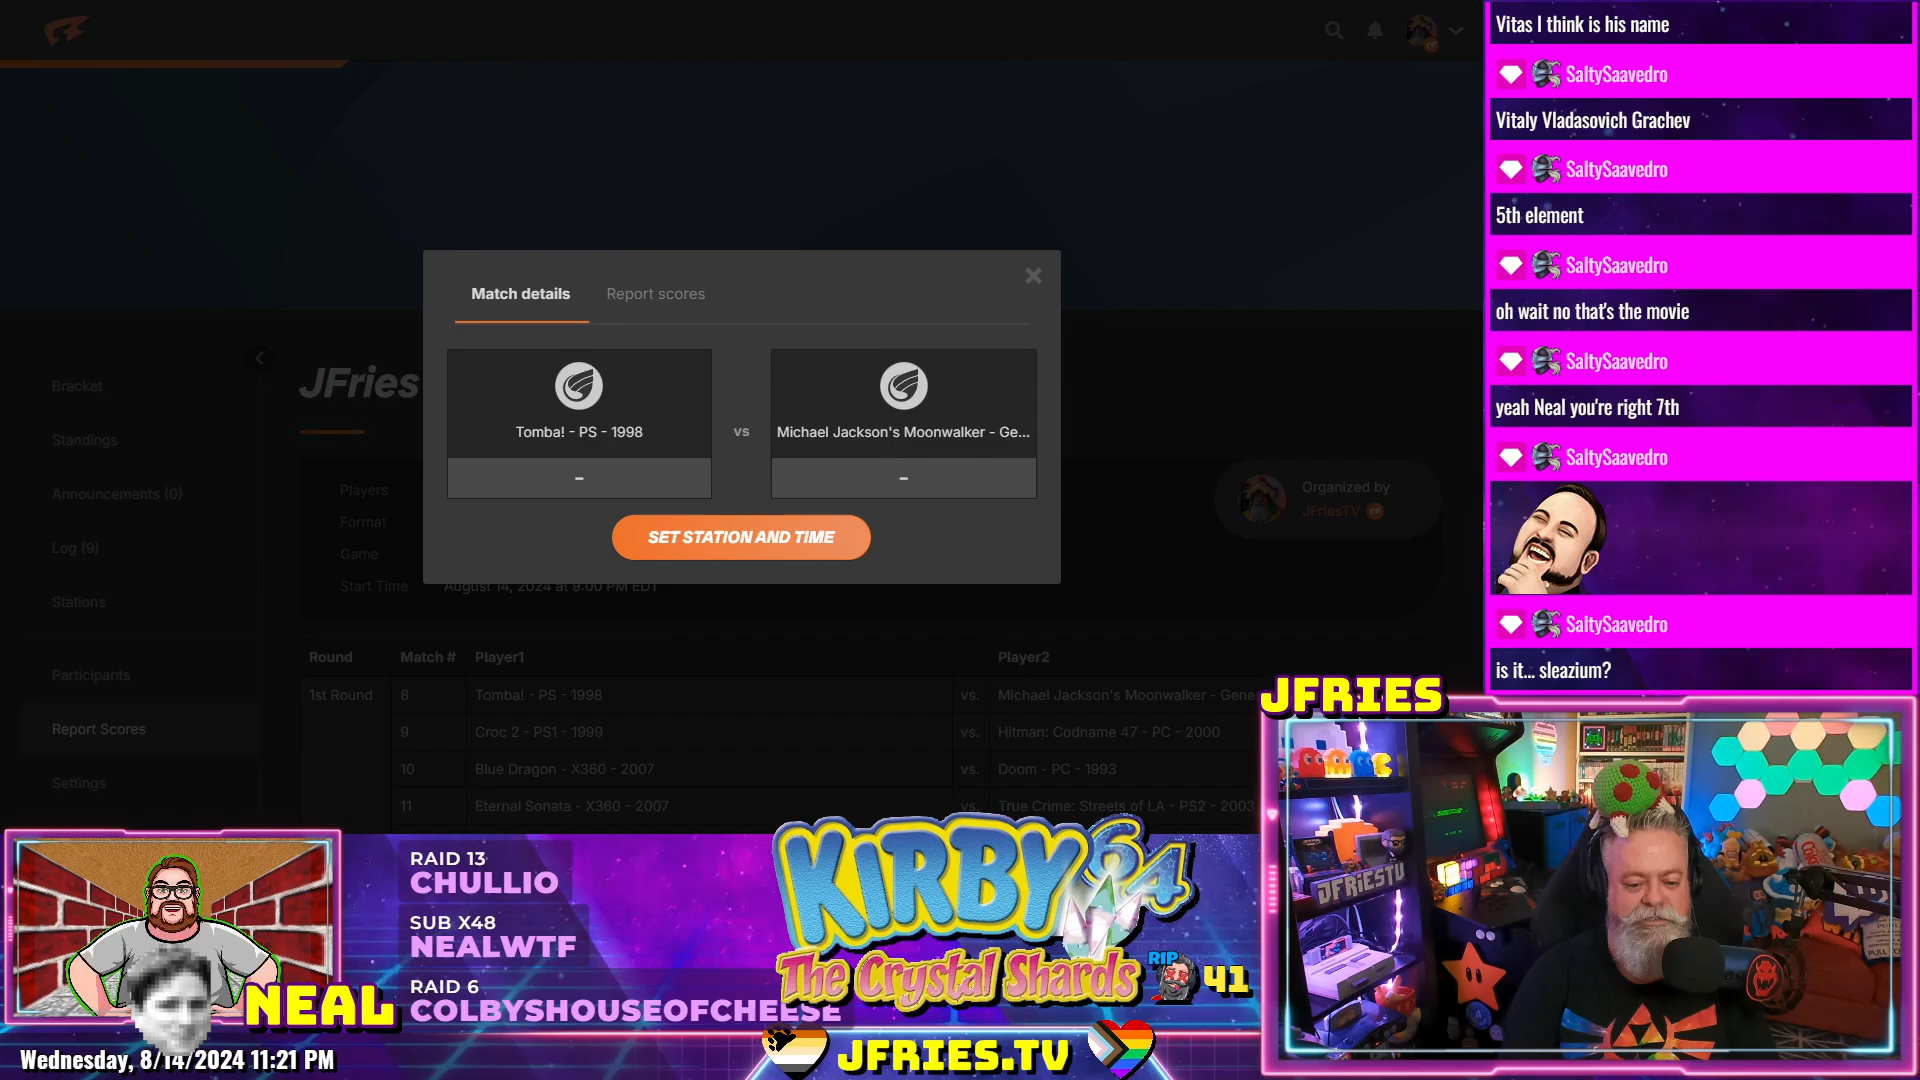 Vitas I think is his name
SaltySaavedro
Vitaly Vladasovich Grachev
SaltySaavedro
5th element
SaltySaavedro
oh wait no that's the movie
SaltySaavedro
yeah Neal you're right 7th
SaltySaavedro
SaltySaavedro
is it... sleazium?
Match details
Report scores
Tomba! - PS - 1998
vs
Michael Jackson's Moonwalker - Ge...
-
-
SET STATION AND TIME
Bracket
Standings
Announcements (0)
Log (9)
Stations
Participants
Report Scores
Settings
JFries
Players
Format
Game
Start Time
August 14, 2024 at 9:00 PM EDT
Organized by
JFriesTV
Round
Match #
Player1
Player2
1st Round
8
Tomba! - PS - 1998
vs.
Michael Jackson's Moonwalker - Gene
9
Croc 2 - PS1 - 1999
vs.
Hitman: Codname 47 - PC - 2000
10
Blue Dragon - X360 - 2007
vs.
Doom - PC - 1993
11
Eternal Sonata - X360 - 2007
vs.
True Crime: Streets of LA - PS2 - 2003
JFRIES
JFRIESTV
NEAL
RAID 13
CHULLIO
SUB X48
NEALWTF
RAID 6
COLBYSHOUSEOFCHEESE
KIRBY 64
The Crystal Shards
RIP
41
JFRIES.TV
Wednesday, 8/14/2024 11:21 PM